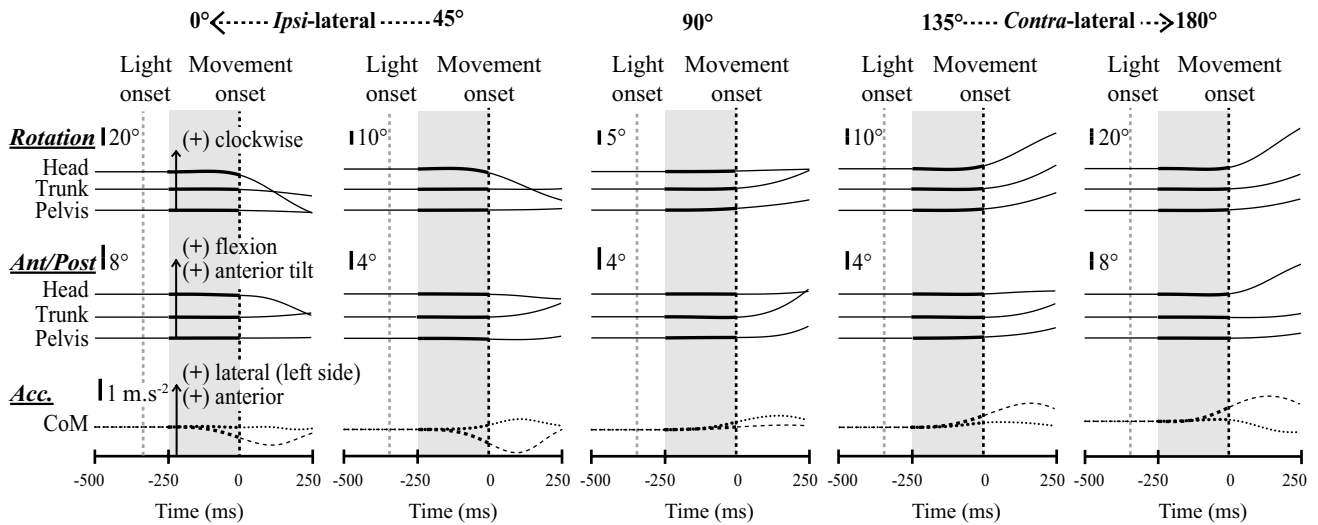 0° Ipsi-lateral 45° 90° 135° Contra-lateral 180°
Light Movement Light Movement Light Movement Light Movement Light Movement
onset onset onset onset onset onset onset onset onset onset
Rotation 20° (+) clockwise 10° 5° 10° 20°
Head
Trunk
Pelvis
(+) flexion
Ant/Post 8° (+) anterior tilt 4° 4° 4° 8°
Head
Trunk
Pelvis
(+) lateral (left side)
Acc. 1 m.s-2 (+) anterior
CoM
-500 -250 0 250 -500 -250 0 250 -500 -250 0 250 -500 -250 0 250 -500 -250 0 250
Time (ms) Time (ms) Time (ms) Time (ms) Time (ms)